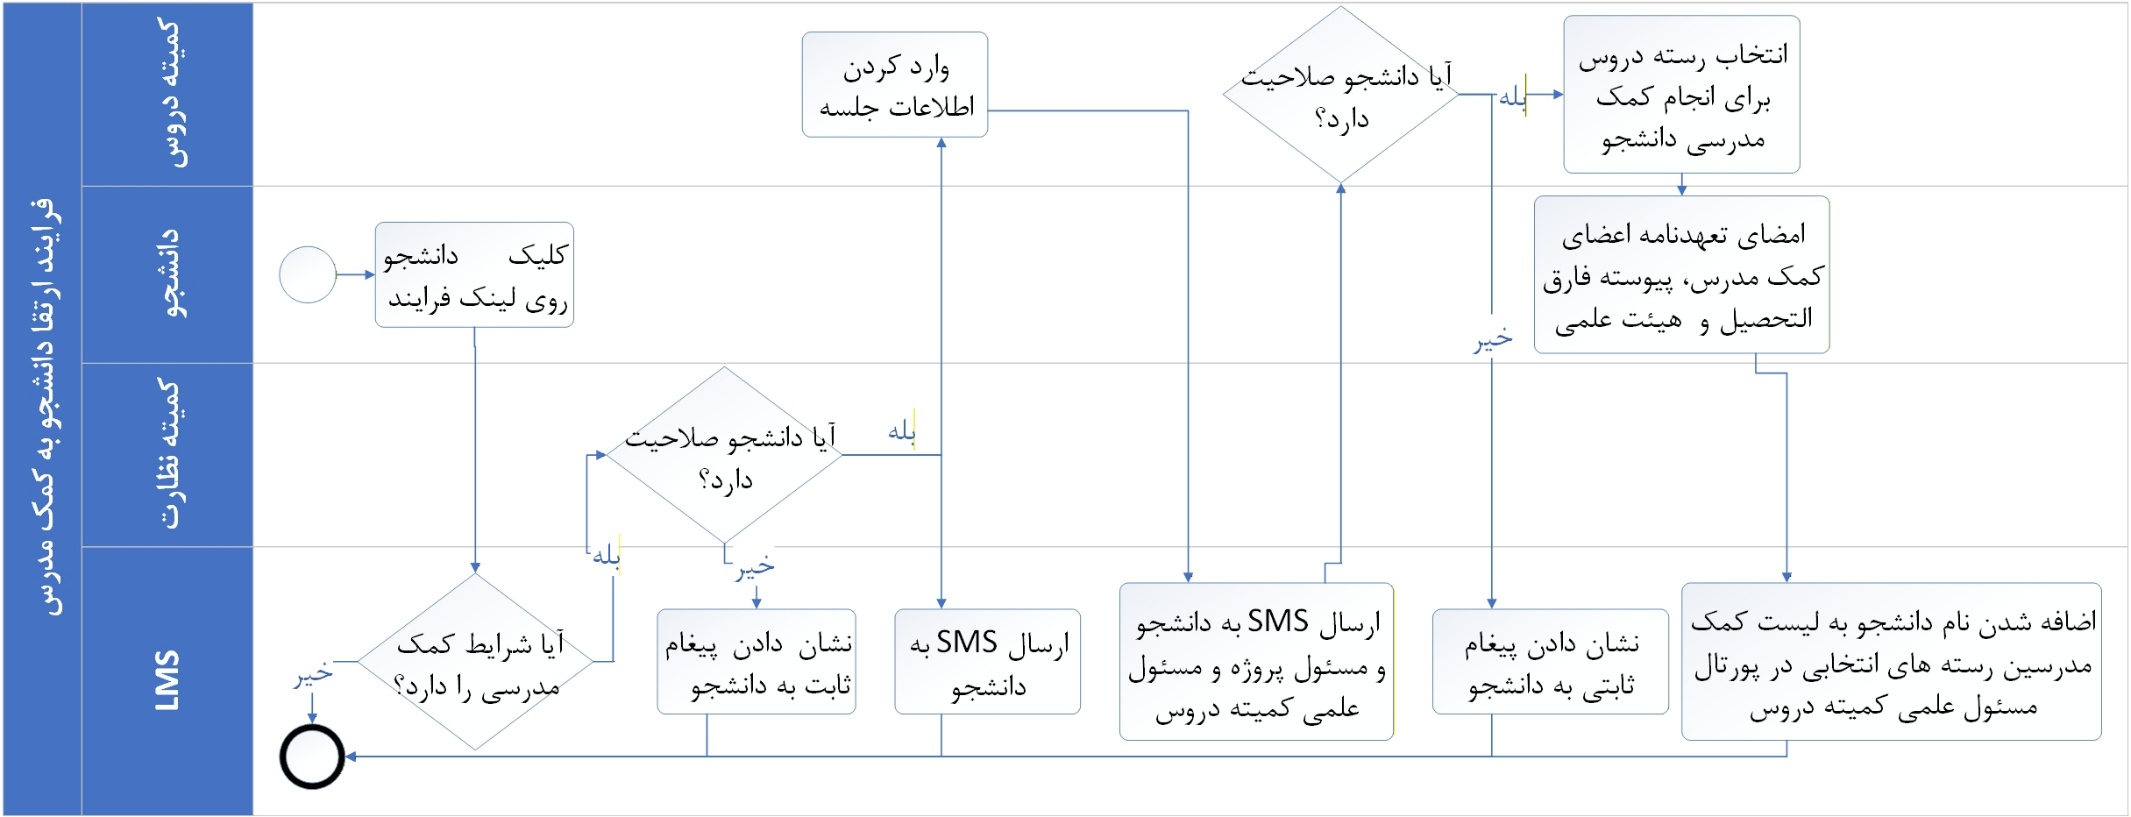 فرایند ارتقا دانشجو به کمک مدرس
کمیته دروس
وارد کردن
اطلاعات جلسه
آیا دانشجو صلاحیت
دارد؟
بله
انتخاب رسته دروس
برای انجام کمک
مدرسی دانشجو
دانشجو
کلیک دانشجو
روی لینک فرایند
خیر
امضای تعهدنامه اعضای
کمک مدرس، پیوسته فارق
التحصیل و هیئت علمی
کمیته نظارت
آیا دانشجو صلاحیت
دارد؟
بله
بله
خیر
LMS
آیا شرایط کمک
مدرسی را دارد؟
خیر
نشان دادن پیغام
ثابت به دانشجو
ارسال SMS به
دانشجو
ارسال SMS به دانشجو
و مسئول پروژه و مسئول
علمی کمیته دروس
نشان دادن پیغام
ثابتی به دانشجو
اضافه شدن نام دانشجو به لیست کمک
مدرسین رسته های انتخابی در پورتال
مسئول علمی کمیته دروس